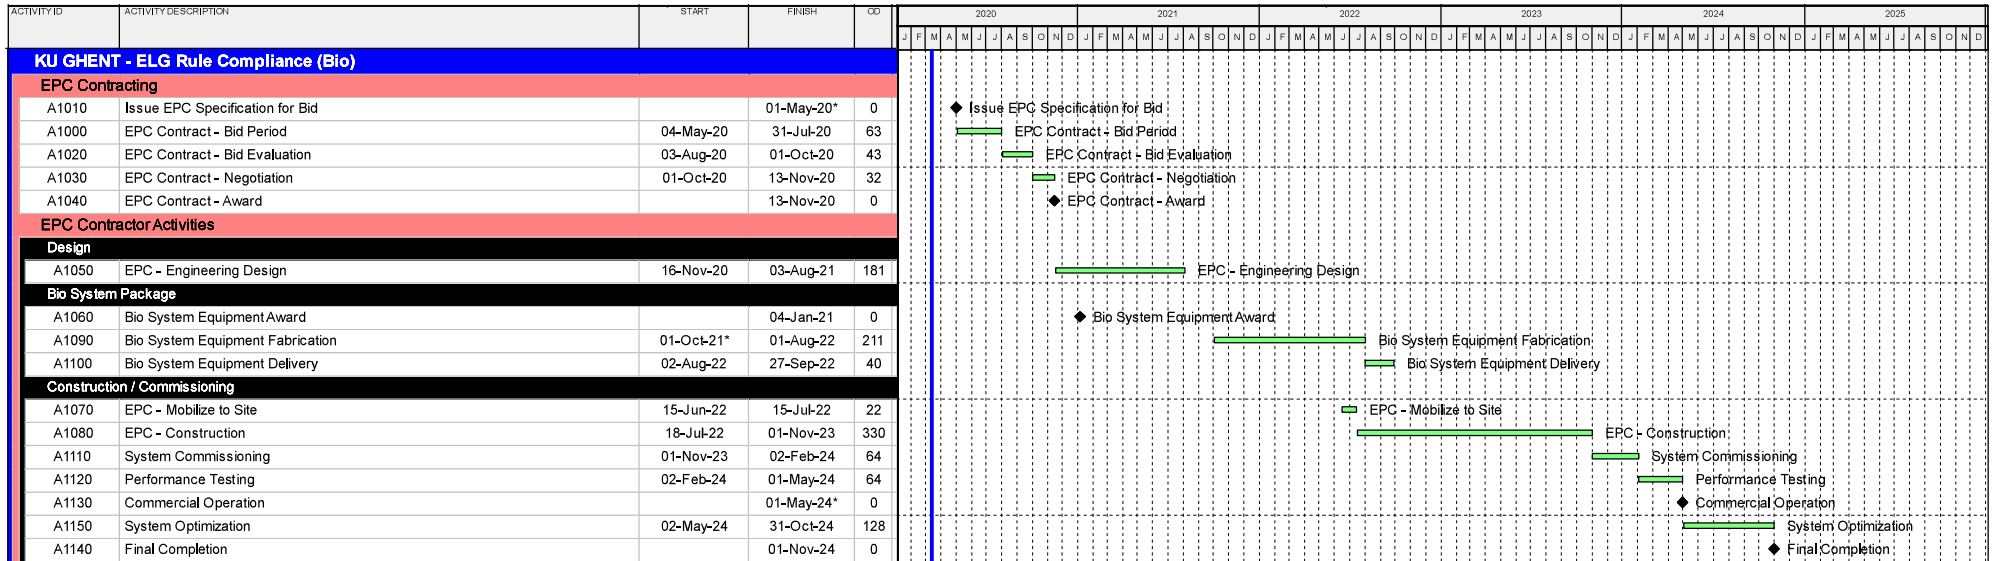 ACTIVITY ID ACTIVITY DESCRIPTION START FINISH OD 2020 2021 2022 2023 2024 2025
J F M A M J J A S O N D J F M A M J J A S O N D J F M A M J J A S O N D J F M A M J J A S O N D J F M A M J J A S O N D J F M A M J J A S O N D
KU GHENT - ELG Rule Compliance (Bio)
EPC Contracting
A1010 Issue EPC Specification for Bid 01-May-20* 0 Issue EPC Specification for Bid
A1000 EPC Contract - Bid Period 04-May-20 31-Jul-20 63 EPC Contract - Bid Period
A1020 EPC Contract - Bid Evaluation 03-Aug-20 01-Oct-20 43 EPC Contract - Bid Evaluation
A1030 EPC Contract - Negotiation 01-Oct-20 13-Nov-20 32 EPC Contract - Negotiation
A1040 EPC Contract - Award 13-Nov-20 0 EPC Contract - Award
EPC Contractor Activities
Design
A1050 EPC - Engineering Design 16-Nov-20 03-Aug-21 181 EPC - Engineering Design
Bio System Package
A1060 Bio System Equipment Award 04-Jan-21 0 Bio System Equipment Award
A1090 Bio System Equipment Fabrication 01-Oct-21* 01-Aug-22 211 Bio System Equipment Fabrication
A1100 Bio System Equipment Delivery 02-Aug-22 27-Sep-22 40 Bio System Equipment Delivery
Construction / Commissioning
A1070 EPC - Mobilize to Site 15-Jun-22 15-Jul-22 22 EPC - Mobilize to Site
A1080 EPC - Construction 18-Jul-22 01-Nov-23 330 EPC - Construction
A1110 System Commissioning 01-Nov-23 02-Feb-24 64 System Commissioning
A1120 Performance Testing 02-Feb-24 01-May-24 64 Performance Testing
A1130 Commercial Operation 01-May-24* 0 Commercial Operation
A1150 System Optimization 02-May-24 31-Oct-24 128 System Optimization
A1140 Final Completion 01-Nov-24 0 Final Completion